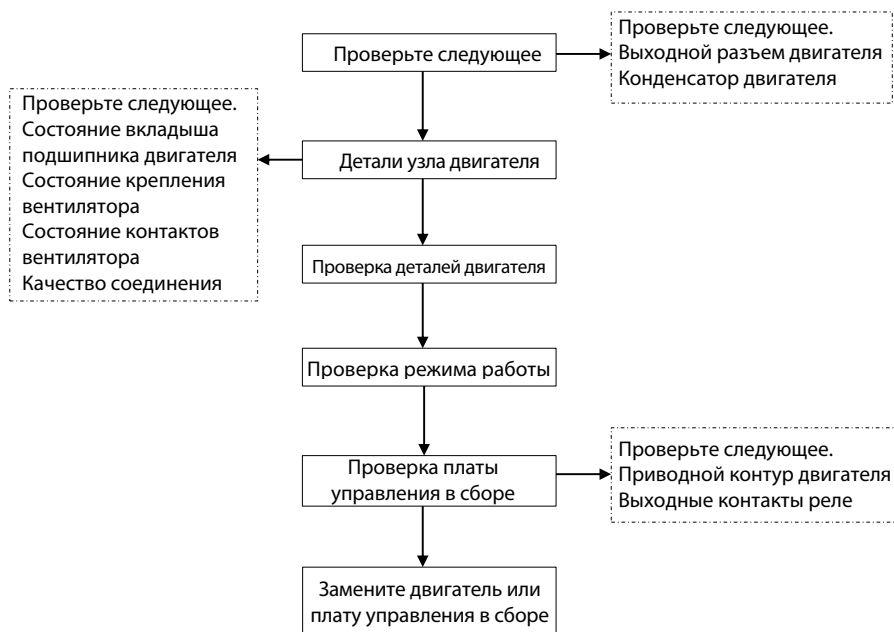 Проверьте следующее
Проверьте следующее.
Выходной разъем двигателя
Конденсатор двигателя
Проверьте следующее.
Состояние вкладыша
подшипника двигателя
Состояние крепления
вентилятора
Состояние контактов
вентилятора
Качество соединения
Детали узла двигателя
Проверка деталей двигателя
Проверка режима работы
Проверка платы
управления в сборе
Проверьте следующее.
Приводной контур двигателя
Выходные контакты реле
Замените двигатель или
плату управления в сборе